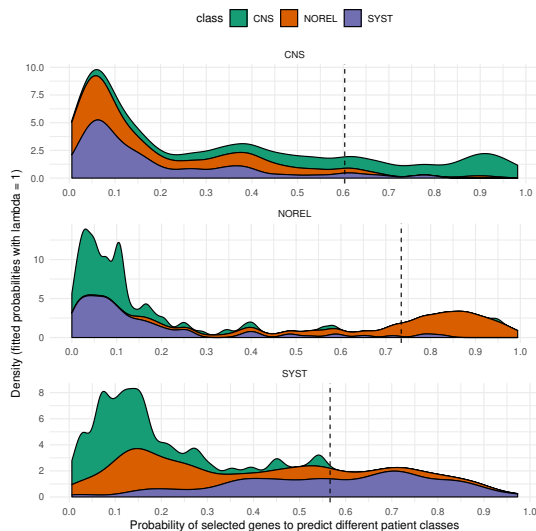 class CNS NOREL SYST
CNS
10.0
7.5
5.0
2.5
0.0
0.0 0.1 0.2 0.3 0.4 0.5 0.6 0.7 0.8 0.9 1.0
NOREL
10
5
0
0.0 0.1 0.2 0.3 0.4 0.5 0.6 0.7 0.8 0.9 1.0
SYST
8
6
4
2
0
0.0 0.1 0.2 0.3 0.4 0.5 0.6 0.7 0.8 0.9 1.0
Probability of selected genes to predict different patient classes
Density (fitted probabilities with lambda = 1)